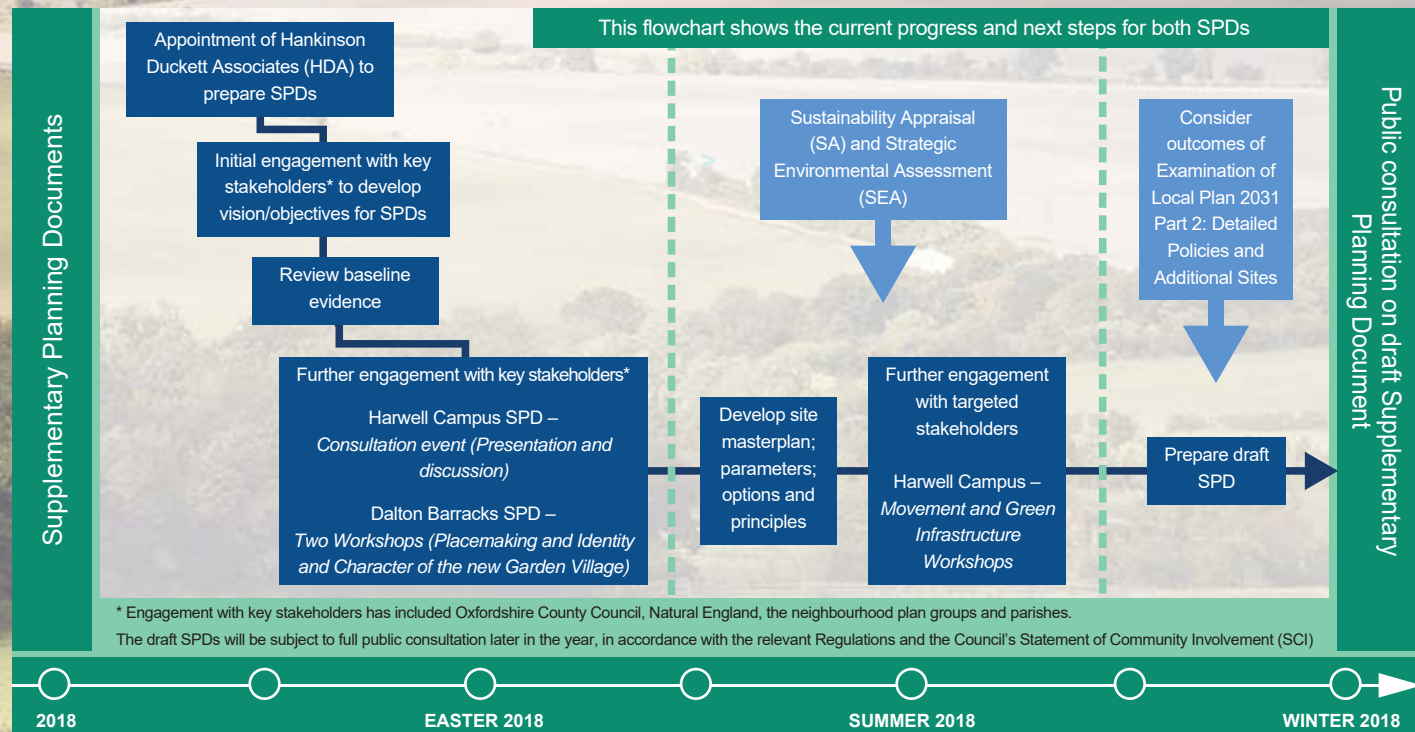 Supplementary Planning Documents
This flowchart shows the current progress and next steps for both SPDs
Appointment of Hankinson
Duckett Associates (HDA) to
prepare SPDs
Initial engagement with key
stakeholders* to develop
vision/objectives for SPDs
Review baseline
evidence
Further engagement with key stakeholders*
Harwell Campus SPD –
Consultation event (Presentation and
discussion)
Dalton Barracks SPD –
Two Workshops (Placemaking and Identity
and Character of the new Garden Village)
Develop site
masterplan;
parameters;
options and
principles
Sustainability Appraisal
(SA) and Strategic
Environmental Assessment
(SEA)
Further engagement
with targeted
stakeholders
Harwell Campus –
Movement and Green
Infrastructure
Workshops
Consider
outcomes of
Examination of
Local Plan 2031
Part 2: Detailed
Policies and
Additional Sites
Prepare draft
SPD
Public consultation on draft Supplementary
Planning Document
* Engagement with key stakeholders has included Oxfordshire County Council, Natural England, the neighbourhood plan groups and parishes.
The draft SPDs will be subject to full public consultation later in the year, in accordance with the relevant Regulations and the Council's Statement of Community Involvement (SCI)
2018
EASTER 2018
SUMMER 2018
WINTER 2018